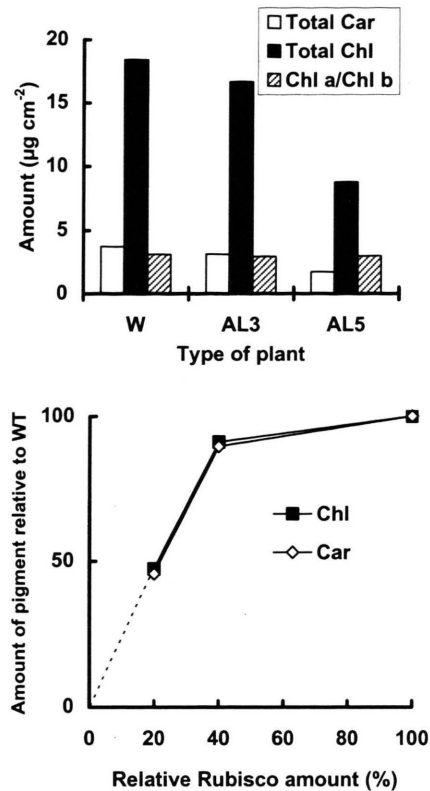 Total Car
Total Chl
Chl a/Chl b
20
15
10
5
0
Amount (µg cm-2)
W AL3 AL5
Type of plant
100
50
0
Amount of pigment relative to WT
Chl
Car
0 20 40 60 80 100
Relative Rubisco amount (%)